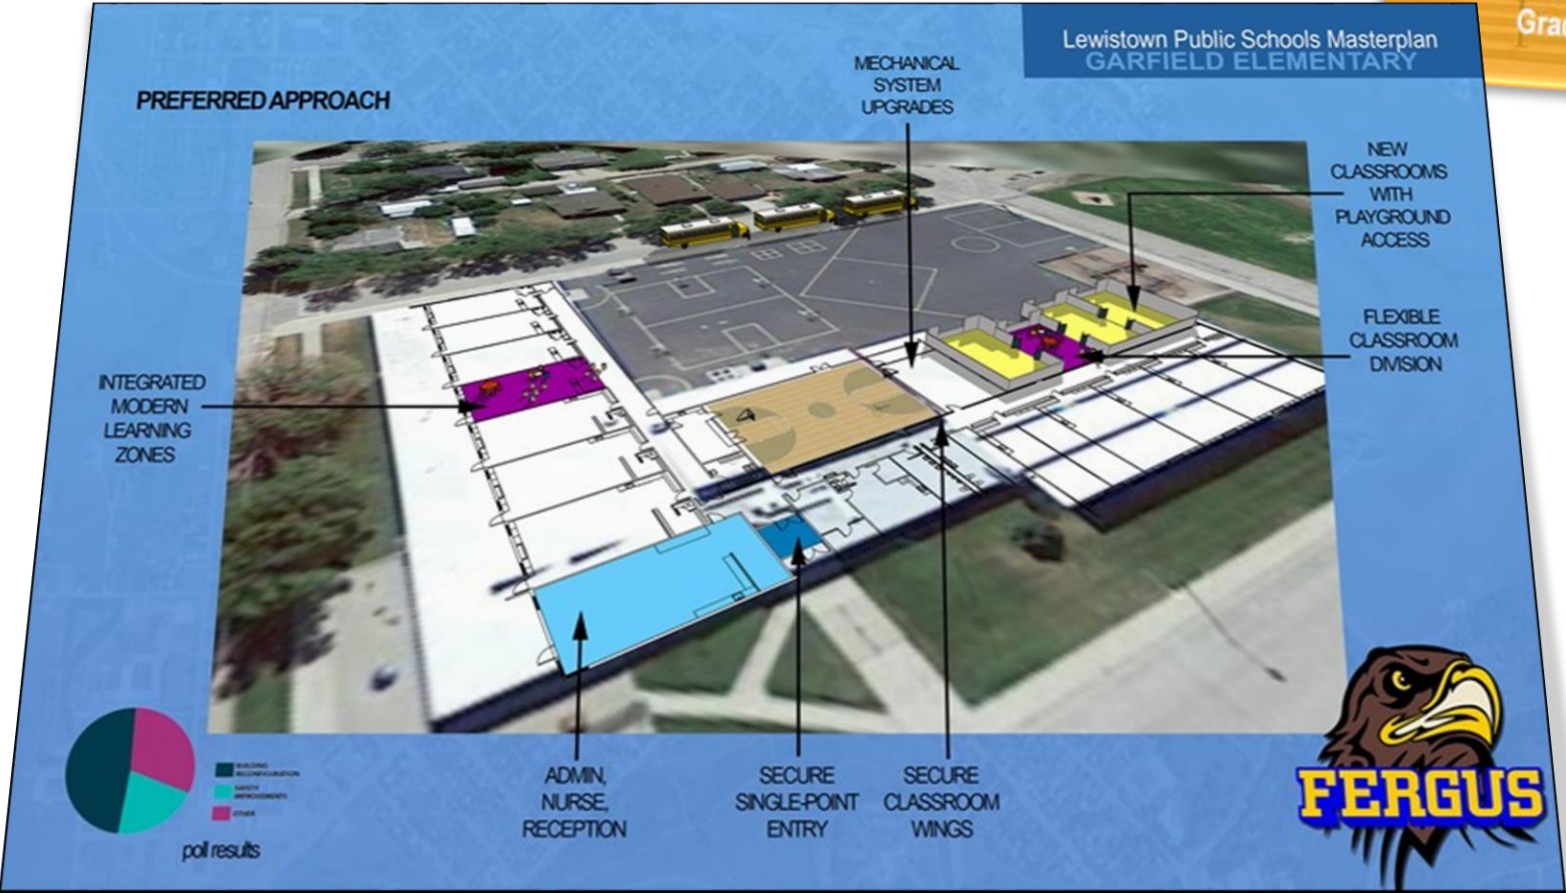 Grad
Lewistown Public Schools Masterplan
GARFIELD ELEMENTARY
PREFERRED APPROACH
MECHANICAL
SYSTEM
UPGRADES
NEW
CLASSROOMS
WITH
PLAYGROUND
ACCESS
FLEXIBLE
CLASSROOM
DIVISION
INTEGRATED
MODERN
LEARNING
ZONES
ADMIN,
NURSE,
RECEPTION
SECURE
SINGLE-POINT
ENTRY
SECURE
CLASSROOM
WINGS
BUILDING
RECONFIGURATION
SAFETY
IMPROVEMENTS
OTHER
poll results
FERGUS